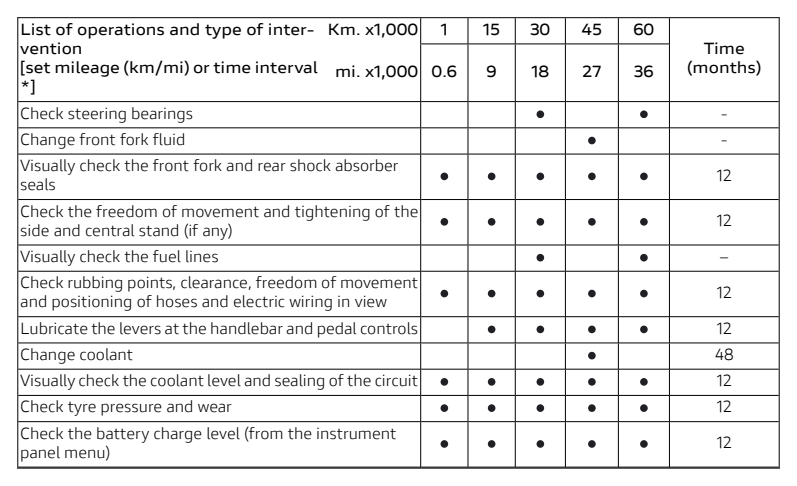 List of operations and type of inter- Km. x1,000 1 15 30 45 60 Time
vention
[set mileage (km/mi) or time interval mi. x1,000 0.6 9 18 27 36 (months)
*]
Check steering bearings ● ● -
Change front fork fluid ● -
Visually check the front fork and rear shock absorber
seals ● ● ● ● ● 12
Check the freedom of movement and tightening of the
side and central stand (if any) ● ● ● ● ● 12
Visually check the fuel lines ● ● –
Check rubbing points, clearance, freedom of movement
and positioning of hoses and electric wiring in view ● ● ● ● ● 12
Lubricate the levers at the handlebar and pedal controls ● ● ● ● 12
Change coolant ● 48
Visually check the coolant level and sealing of the circuit ● ● ● ● ● 12
Check tyre pressure and wear ● ● ● ● ● 12
Check the battery charge level (from the instrument
panel menu) ● ● ● ● ● 12